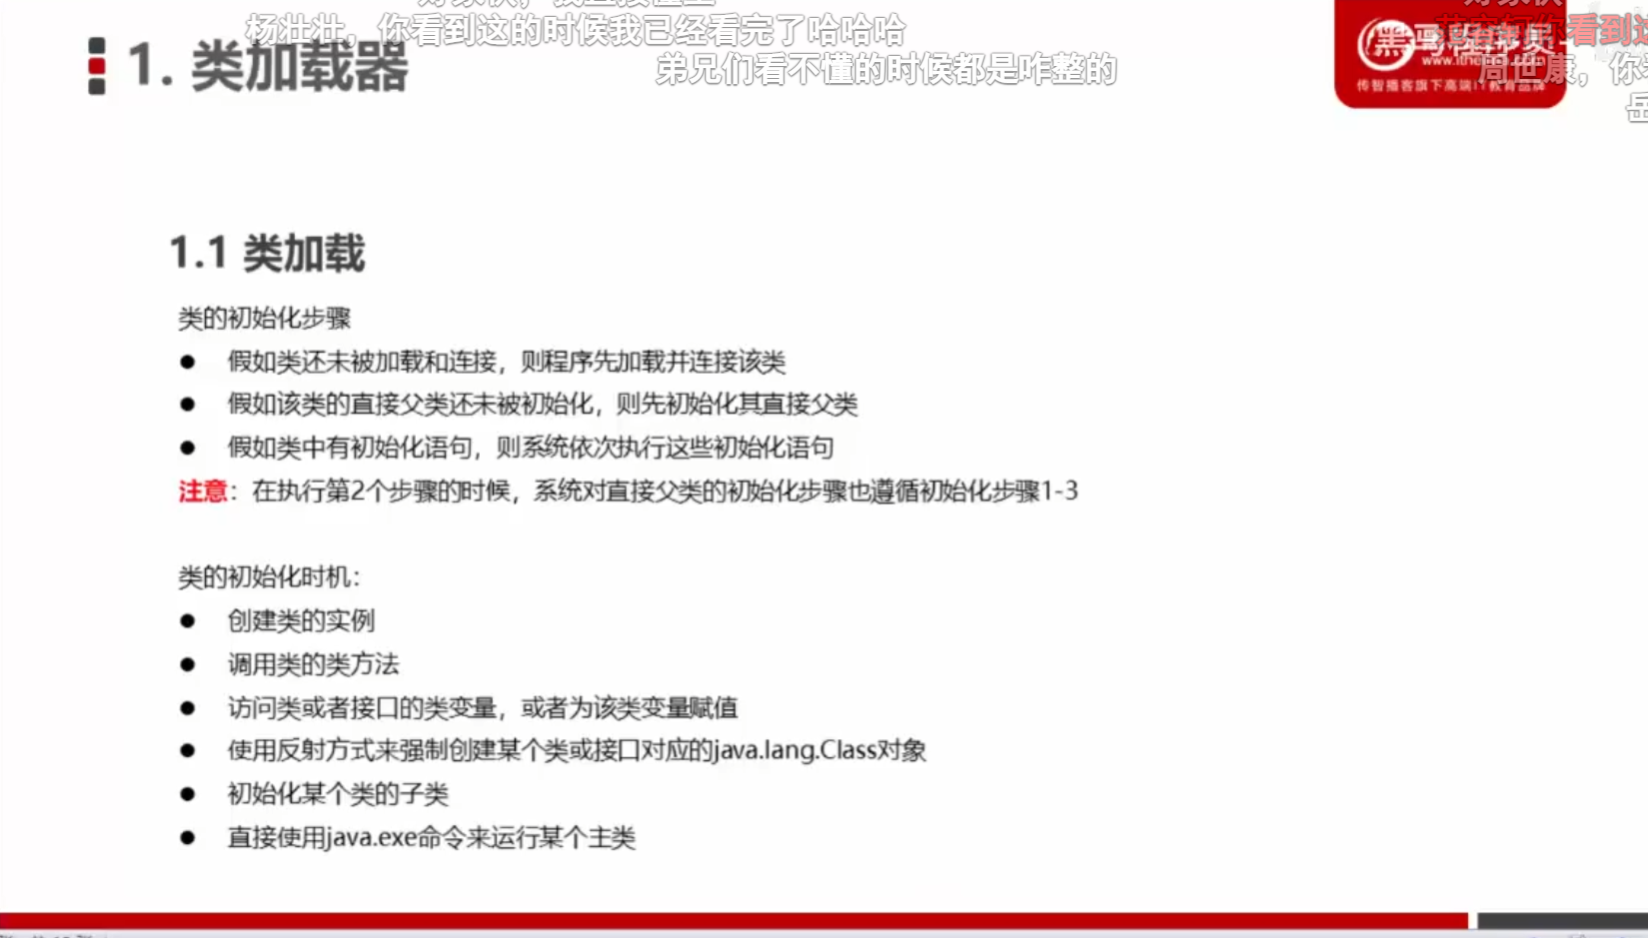 杨壮壮，你看到这的时候我已经看完了哈哈哈
1. 类加载器
弟兄们看不懂的时候都是咋整的
传智播客旗下高端IT教育品牌
1.1 类加载
类的初始化步骤
● 假如类还未被加载和连接，则程序先加载并连接该类
● 假如该类的直接父类还未被初始化，则先初始化其直接父类
● 假如类中有初始化语句，则系统依次执行这些初始化语句
注意：在执行第2个步骤的时候，系统对直接父类的初始化步骤也遵循初始化步骤1-3
类的初始化时机：
● 创建类的实例
● 调用类的类方法
● 访问类或者接口的类变量，或者为该类变量赋值
● 使用反射方式来强制创建某个类或接口对应的java.lang.Class对象
● 初始化某个类的子类
● 直接使用java.exe命令来运行某个主类